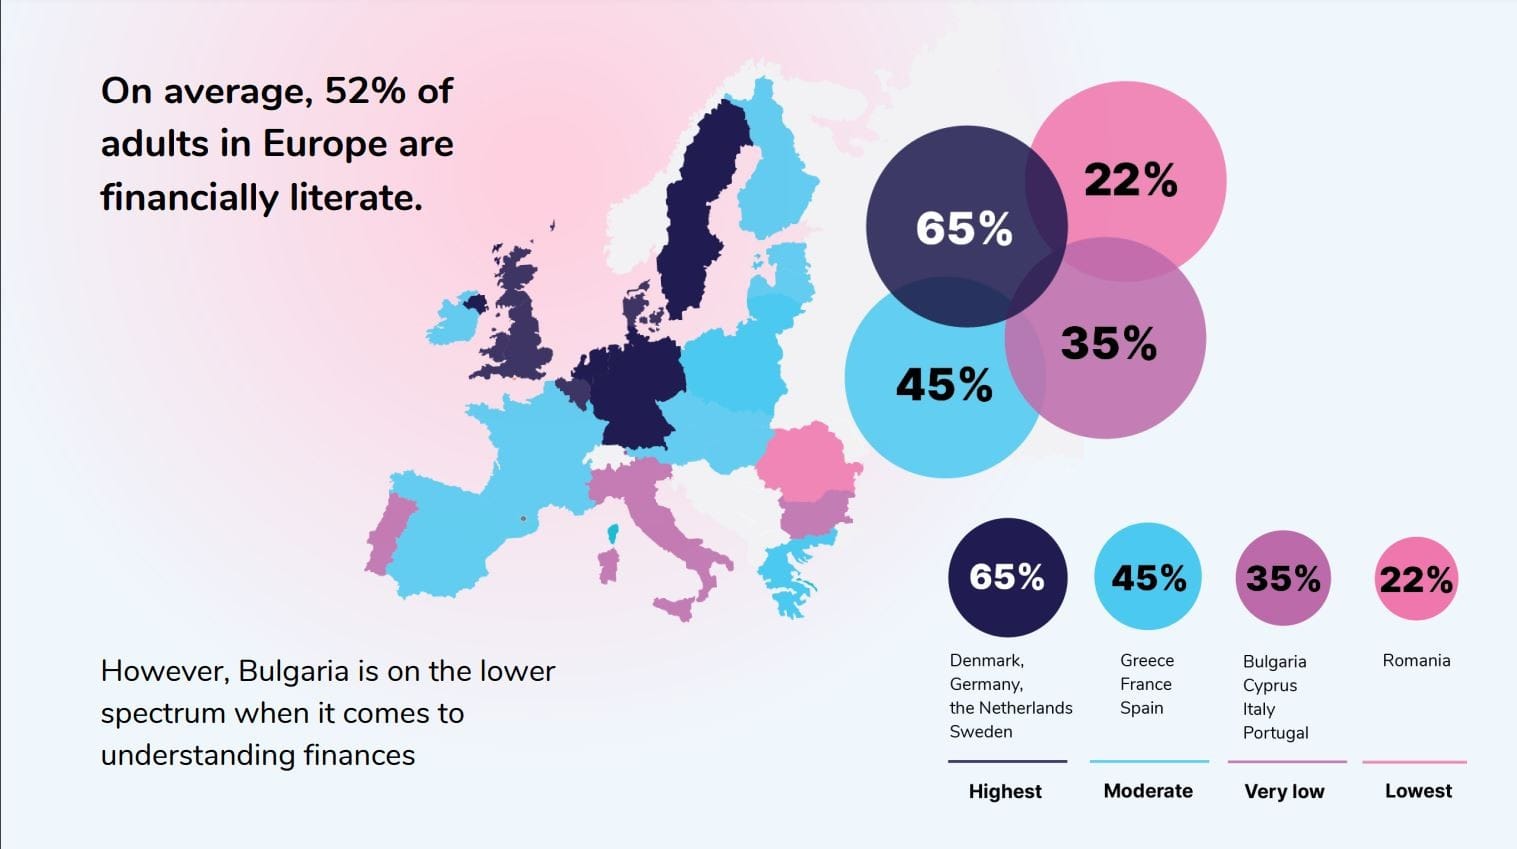 On average, 52% of
adults in Europe are
financially literate.
65%
22%
45%
35%
However, Bulgaria is on the lower
spectrum when it comes to
understanding finances
65%
Denmark,
Germany,
the Netherlands
Sweden
Highest
45%
Greece
France
Spain
Moderate
35%
Bulgaria
Cyprus
Italy
Portugal
Very low
22%
Romania
Lowest